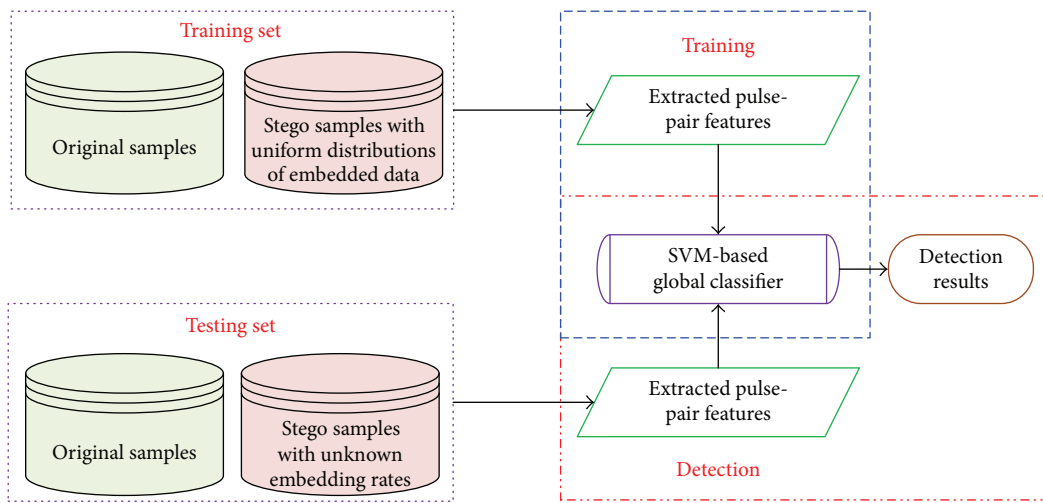 Training set
Original samples
Stego samples with
uniform distributions
of embedded data
Training
Extracted pulse-
pair features
SVM-based
global classifier
Detection
results
Testing set
Original samples
Stego samples
with unknown
embedding rates
Extracted pulse-
pair features
Detection